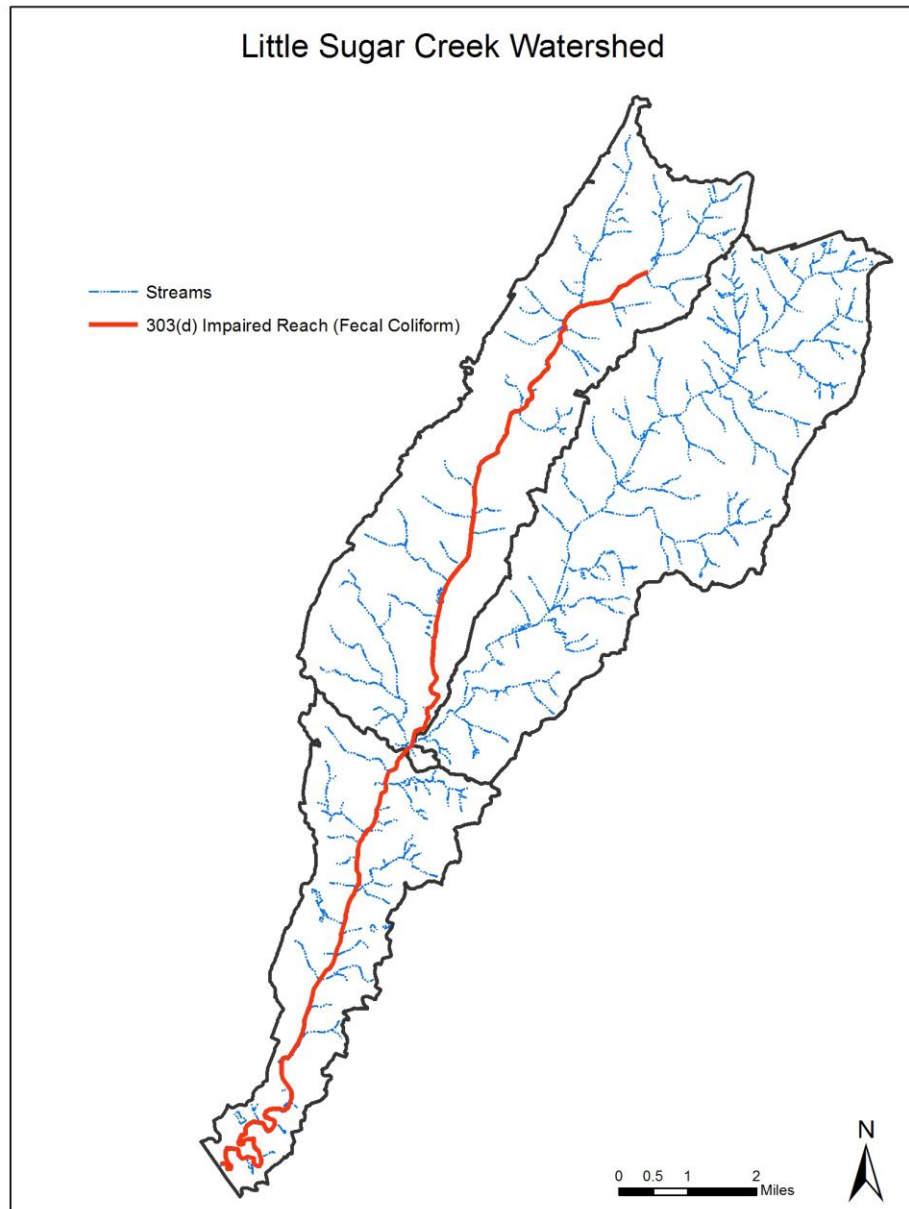 Little Sugar Creek Watershed
Streams
303(d) Impaired Reach (Fecal Coliform)
N
0 0.5 1 2
Miles